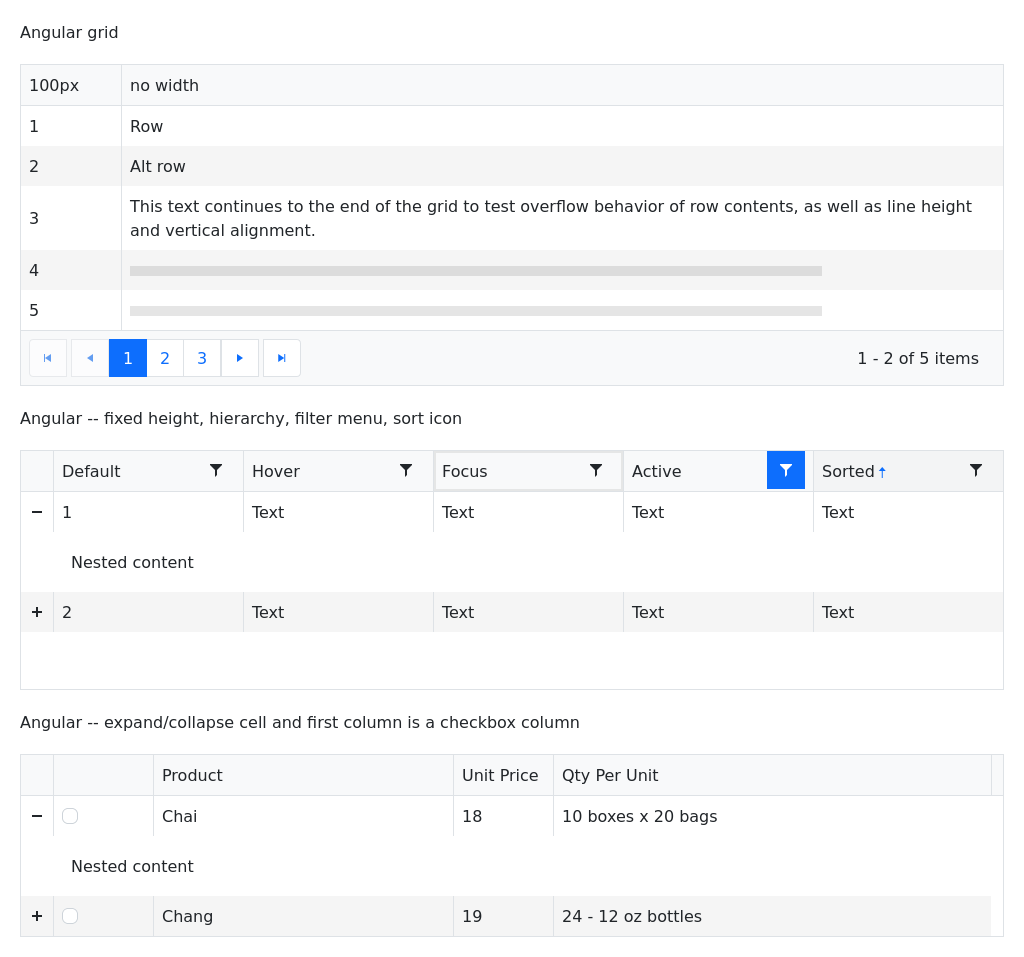 Angular grid
100px no width
1 Row
2 Alt row
3 This text continues to the end of the grid to test overflow behavior of row contents, as well as line height
and vertical alignment.
4
5
1 2 3 1 - 2 of 5 items
Angular -- fixed height, hierarchy, filter menu, sort icon
Default Hover Focus Active Sorted
1 Text Text Text Text
Nested content
2 Text Text Text Text
Angular -- expand/collapse cell and first column is a checkbox column
Product Unit Price Qty Per Unit
Chai 18 10 boxes x 20 bags
Nested content
Chang 19 24 - 12 oz bottles